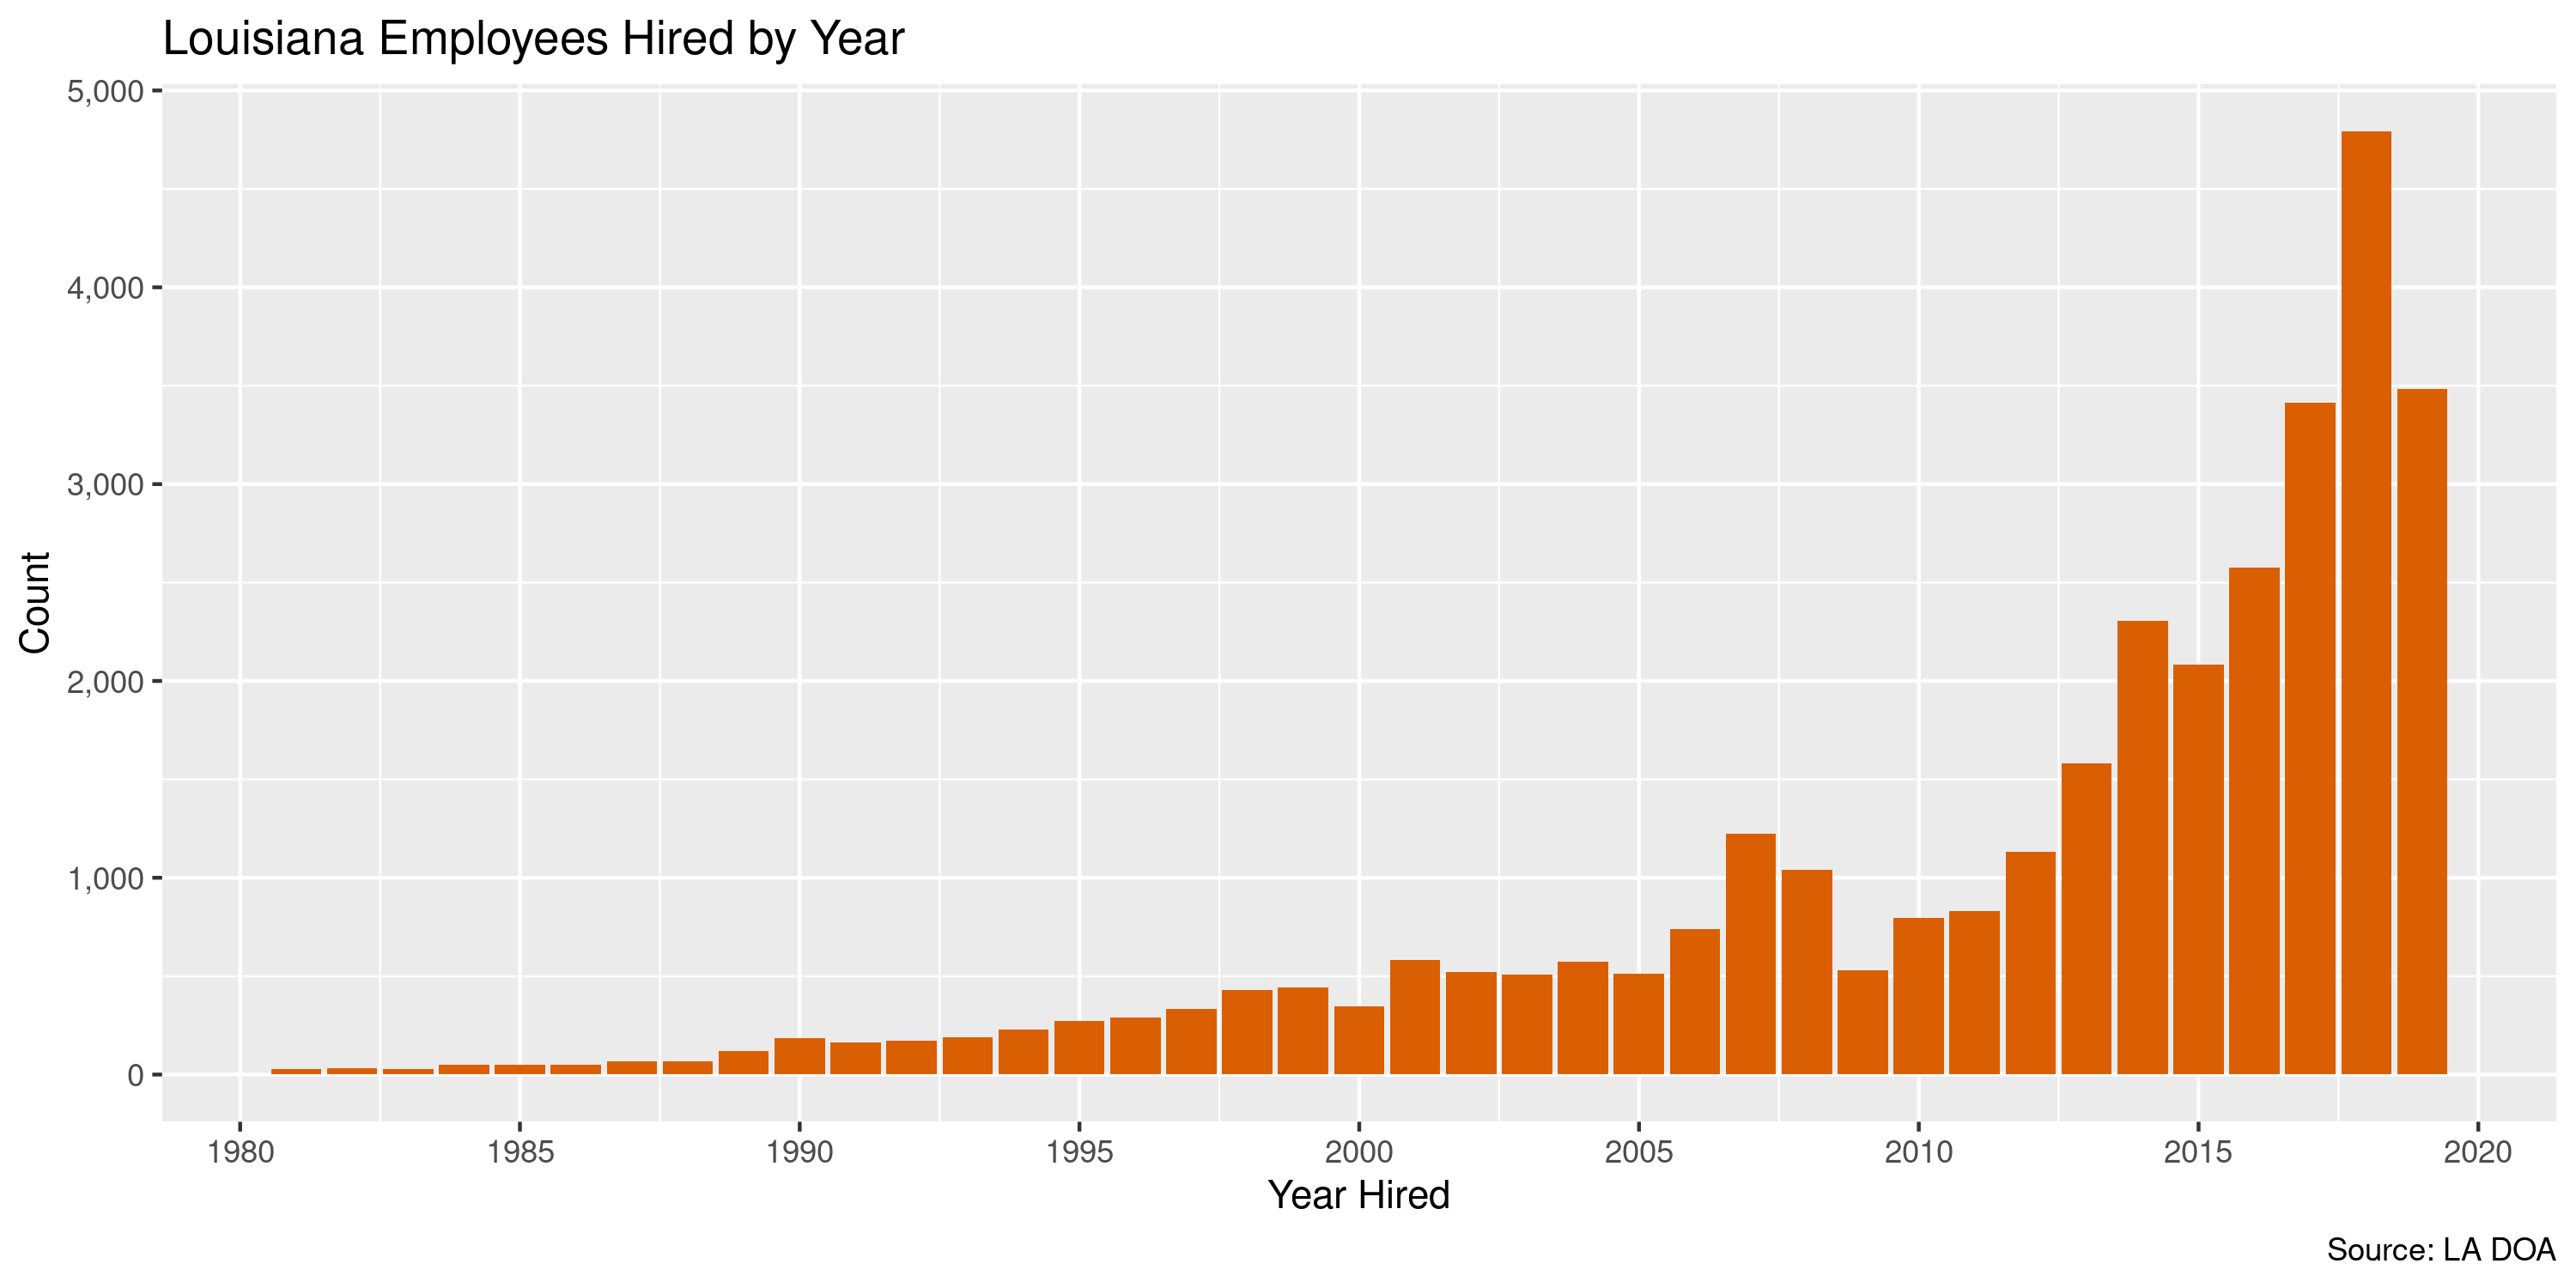 Louisiana Employees Hired by Year
5,000
4,000
3,000
2,000
1,000
0
Count
1980 1985 1990 1995 2000 2005 2010 2015 2020
Year Hired
Source: LA DOA